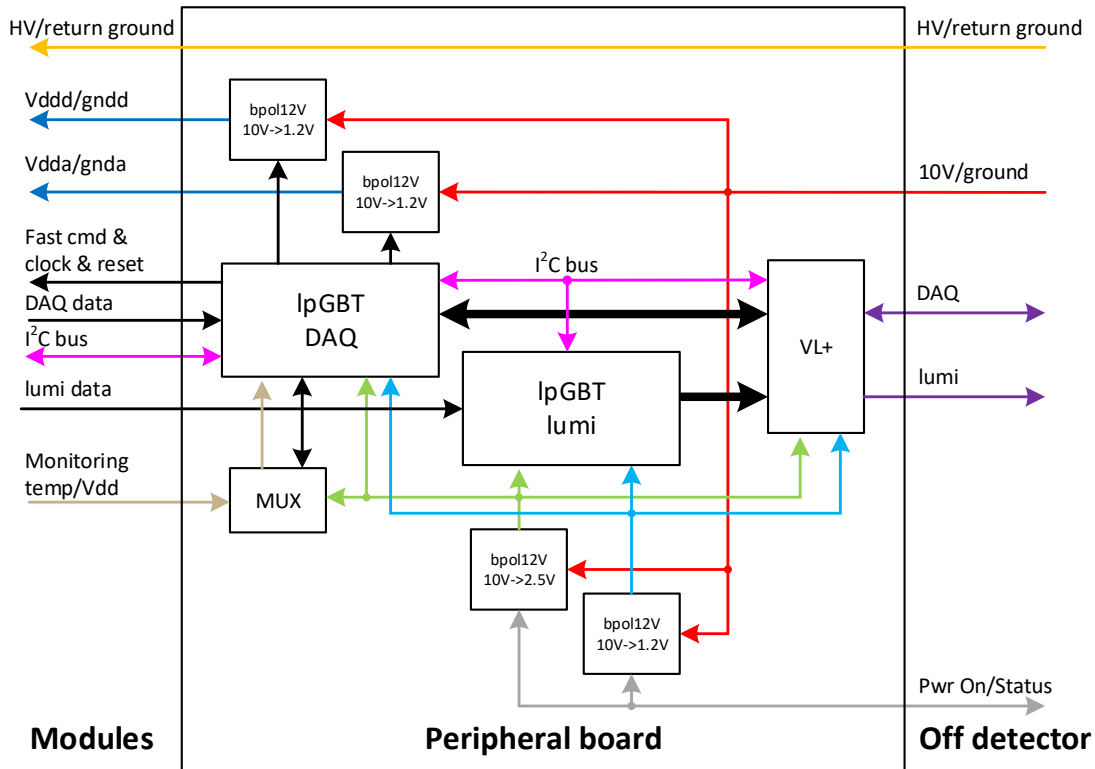 HV/return ground
HV/return ground
Vddd/gndd
bpol12V
10V->1.2V
Vdda/gnda
bpol12V
10V->1.2V
10V/ground
Fast cmd &
clock & reset
DAQ data
I²C bus
lpGBT
DAQ
I²C bus
VL+
DAQ
lumi data
lpGBT
lumi
lumi
Monitoring
temp/Vdd
MUX
bpol12V
10V->2.5V
bpol12V
10V->1.2V
Pwr On/Status
Modules
Peripheral board
Off detector